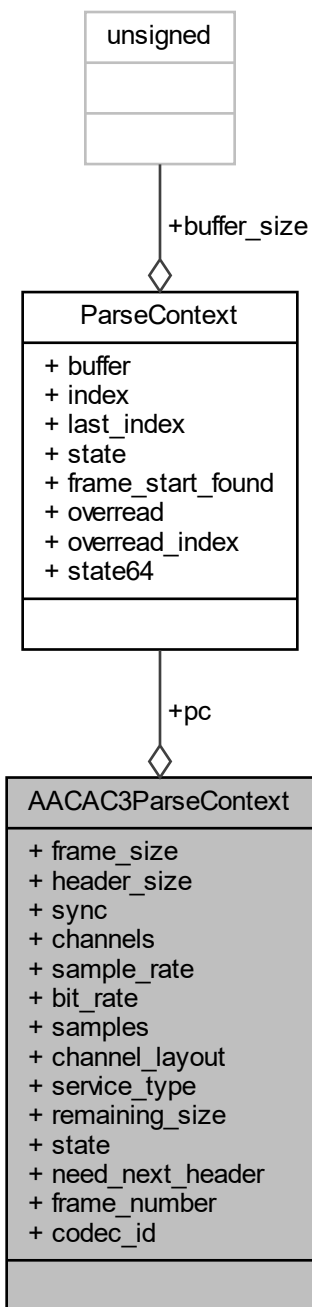 unsigned
+buffer_size
ParseContext
+ buffer
+ index
+ last_index
+ state
+ frame_start_found
+ overread
+ overread_index
+ state64
+pc
AACAC3ParseContext
+ frame_size
+ header_size
+ sync
+ channels
+ sample_rate
+ bit_rate
+ samples
+ channel_layout
+ service_type
+ remaining_size
+ state
+ need_next_header
+ frame_number
+ codec_id